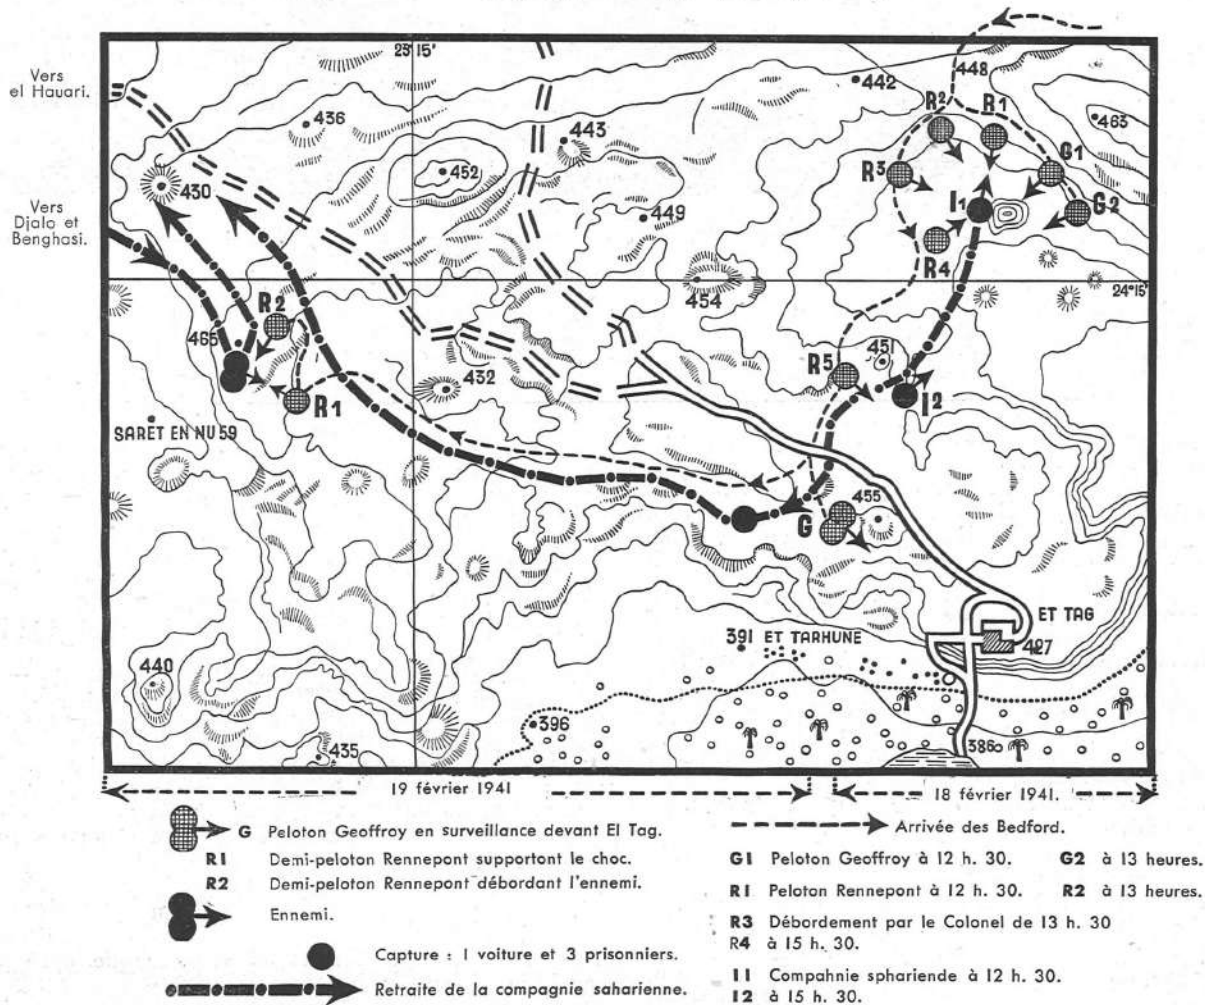 Vers
el Hauari.
Vers
Djalo et
Benghasi.
23°15'
448
442
R2
R1
463
436
443
G1
452
R3
430
I1
G2
449
R4
454
24°15'
R2
465
451
R5
432
I2
R1
SARET EN NU 59
455
G
ET TAG
391 ET TARHUNE
427
440
396
435
386
19 février 1941
18 février 1941.
G Peloton Geoffroy en surveillance devant El Tag.
R1 Demi-peloton Rennepont supportont le choc.
R2 Demi-peloton Rennepont débordant l'ennemi.
Ennemi.
Capture : 1 voiture et 3 prisonniers.
Retraite de la compagnie saharienne.
Arrivée des Bedford.
G1 Peloton Geoffroy à 12 h. 30. G2 à 13 heures.
R1 Peloton Rennepont à 12 h. 30. R2 à 13 heures.
R3 Débordement par le Colonel de 13 h. 30
R4 à 15 h. 30.
I1 Compahnie sphariende à 12 h. 30.
I2 à 15 h. 30.